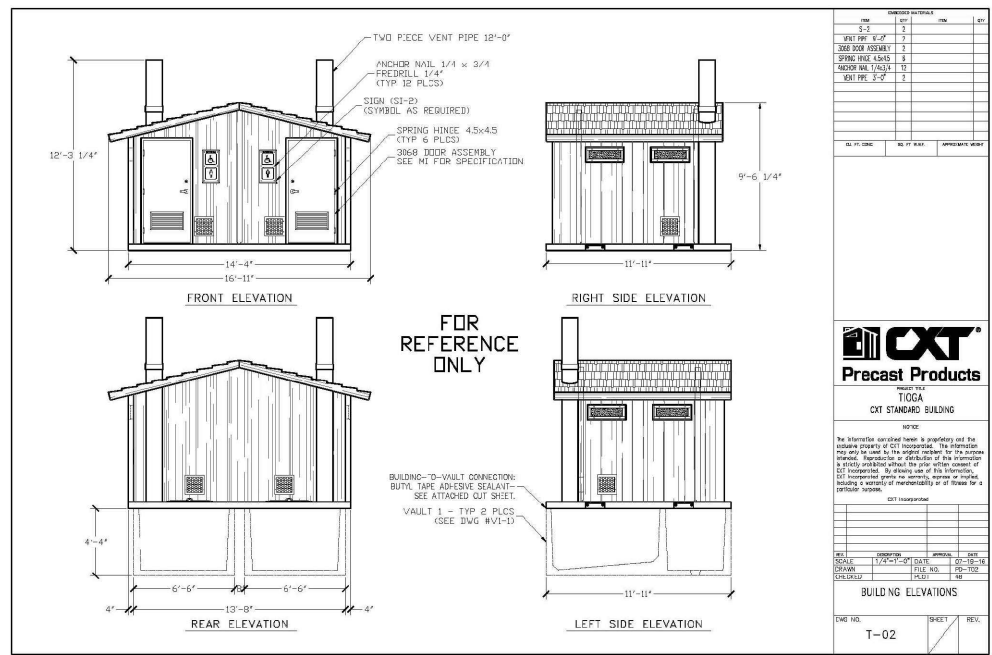 TWO PIECE VENT PIPE 12'-0"
ANCHOR NAIL 1/4 x 3/4
PREDRILL 1/4"
(TYP 12 PLCS)
SIGN (SI-2)
(SYMBOL AS REQUIRED)
SPRING HINGE 4.5x4.5
(TYP 6 PLCS)
3068 DOOR ASSEMBLY
SEE MI FOR SPECIFICATION
12'-3 1/4"
14'-4"
16'-11"
FRONT ELEVATION
9'-6 1/4"
11'-11"
RIGHT SIDE ELEVATION
FOR
REFERENCE
ONLY
4'-4"
6'-6"
8"
6'-6"
4"
13'-8"
4"
REAR ELEVATION
BUILDING-TO-VAULT CONNECTION:
BUTYL TAPE ADHESIVE SEALANT-
SEE ATTACHED CUT SHEET.
VAULT 1 - TYP 2 PLCS
(SEE DWG #V1-1)
11'-11"
LEFT SIDE ELEVATION
EMBEDDED MATERIALS
ITEM QTY ITEM QTY
S-2 2
VENT PIPE 9'-0" 2
3068 DOOR ASSEMBLY 2
SPRING HINGE 4.5x4.5 6
ANCHOR NAIL 1/4x3/4 12
VENT PIPE 3'-0" 2
CU. FT. CONC SQ. FT W.W.F. APPROXIMATE WEIGHT
CXT®
Precast Products
PROJECT TITLE
TIOGA
CXT STANDARD BUILDING
NOTICE
The information contained herein is proprietary and the
exclusive property of CXT Incorporated. The information
may only be used by the original recipient for the purpose
intended. Reproduction or distribution of this information
is strictly prohibited without the prior written consent of
CXT Incorporated. By allowing use of this information,
CXT Incorporated grants no warranty, express or implied,
including a warranty of merchantability or of fitness for a
particular purpose.
CXT Incorporated
REV. DESCRIPTION APPROVAL DATE
SCALE 1/4"=1'-0" DATE 07-19-16
DRAWN FILE NO. PD-T02
CHECKED PLOT 48
BUILDING ELEVATIONS
DWG NO. SHEET REV.
T-02